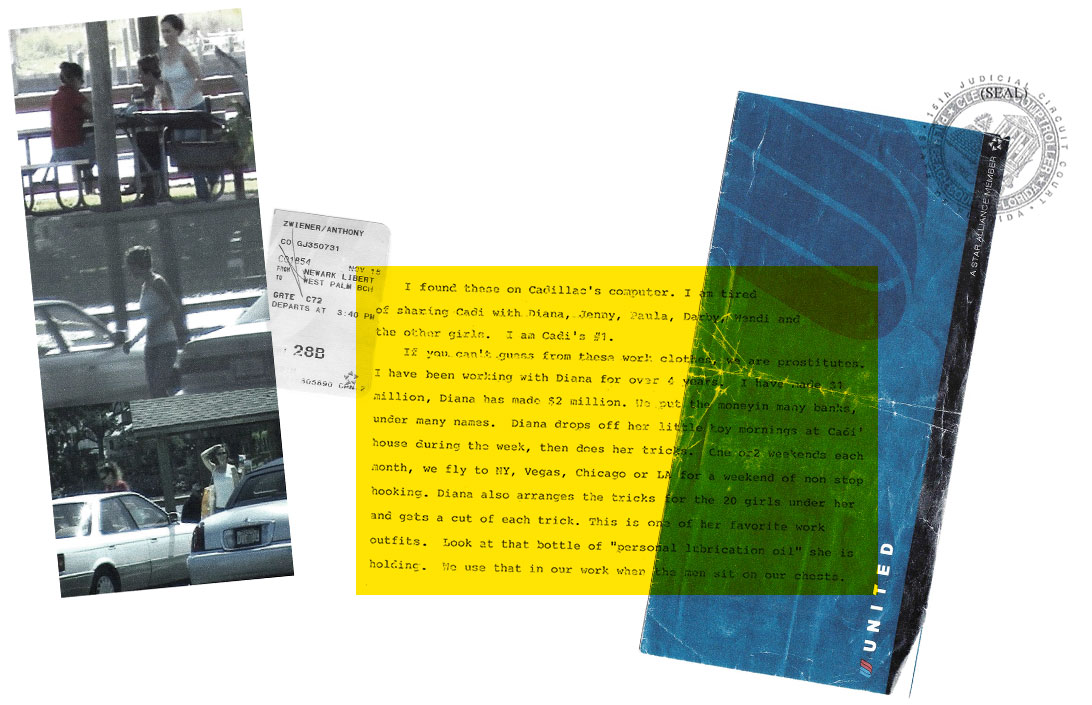 ZWIENER/ANTHONY
CO GJ350731
CO1854 NOV 15
FROM NEWARK LIBERT
TO WEST PALM BCH
GATE C72
DEPARTS AT 3:40 PM
28B
I found these on Cadillac's computer. I am tired
of sharing Cadi with Diana, Jenny, Paula, Darby, Wendi and
the other girls. I am Cadi's #1.
If you can't guess from these work clothes, we are prostitutes.
I have been working with Diana for over 4 years. I have made $1
million, Diana has made $2 million. We put the moneyin many banks,
under many names. Diana drops off her little boy mornings at Cadi'
house during the week, then does her tricks. One or2 weekends each
month, we fly to NY, Vegas, Chicago or LA for a weekend of non stop
hooking. Diana also arranges the tricks for the 20 girls under her
and gets a cut of each trick. This is one of her favorite work
outfits. Look at that bottle of "personal lubrication oil" she is
holding. We use that in our work when the men sit on our chests.
A STAR ALLIANCE MEMBER
UNITED
15th JUDICIAL CIRCUIT COURT
(SEAL)
COMPTROLLER
FLORIDA